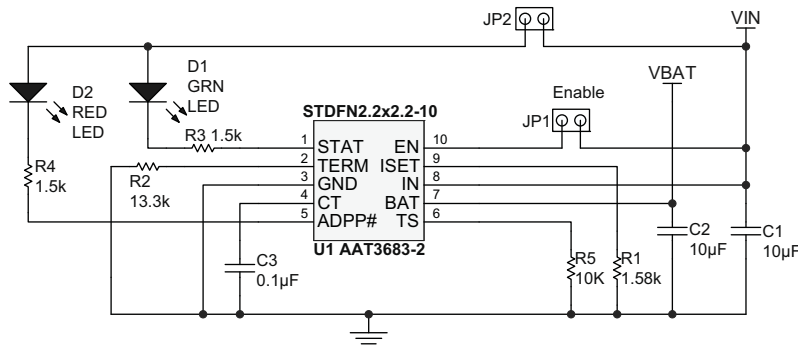 JP2
VIN
D2
RED
LED
D1
GRN
LED
Enable
VBAT
JP1
STDFN2.2x2.2-10
R3 1.5k
R4
1.5k
R2
13.3k
1 STAT EN 10
2 TERM ISET 9
3 GND IN 8
4 CT BAT 7
5 ADPP# TS 6
U1 AAT3683-2
C3
0.1µF
R5
10K
R1
1.58k
C2
10µF
C1
10µF